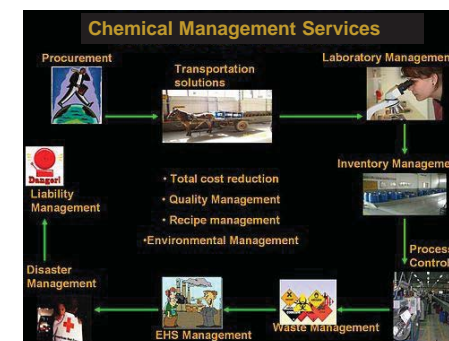 Chemical Management Services
Procurement
Transportation
solutions
Laboratory Managemen
Inventory Manageme
Process
Control
Waste Management
EHS Management
Disaster
Management
Danger!
Liability
Management
• Total cost reduction
• Quality Management
• Recipe management
•Environmental Management